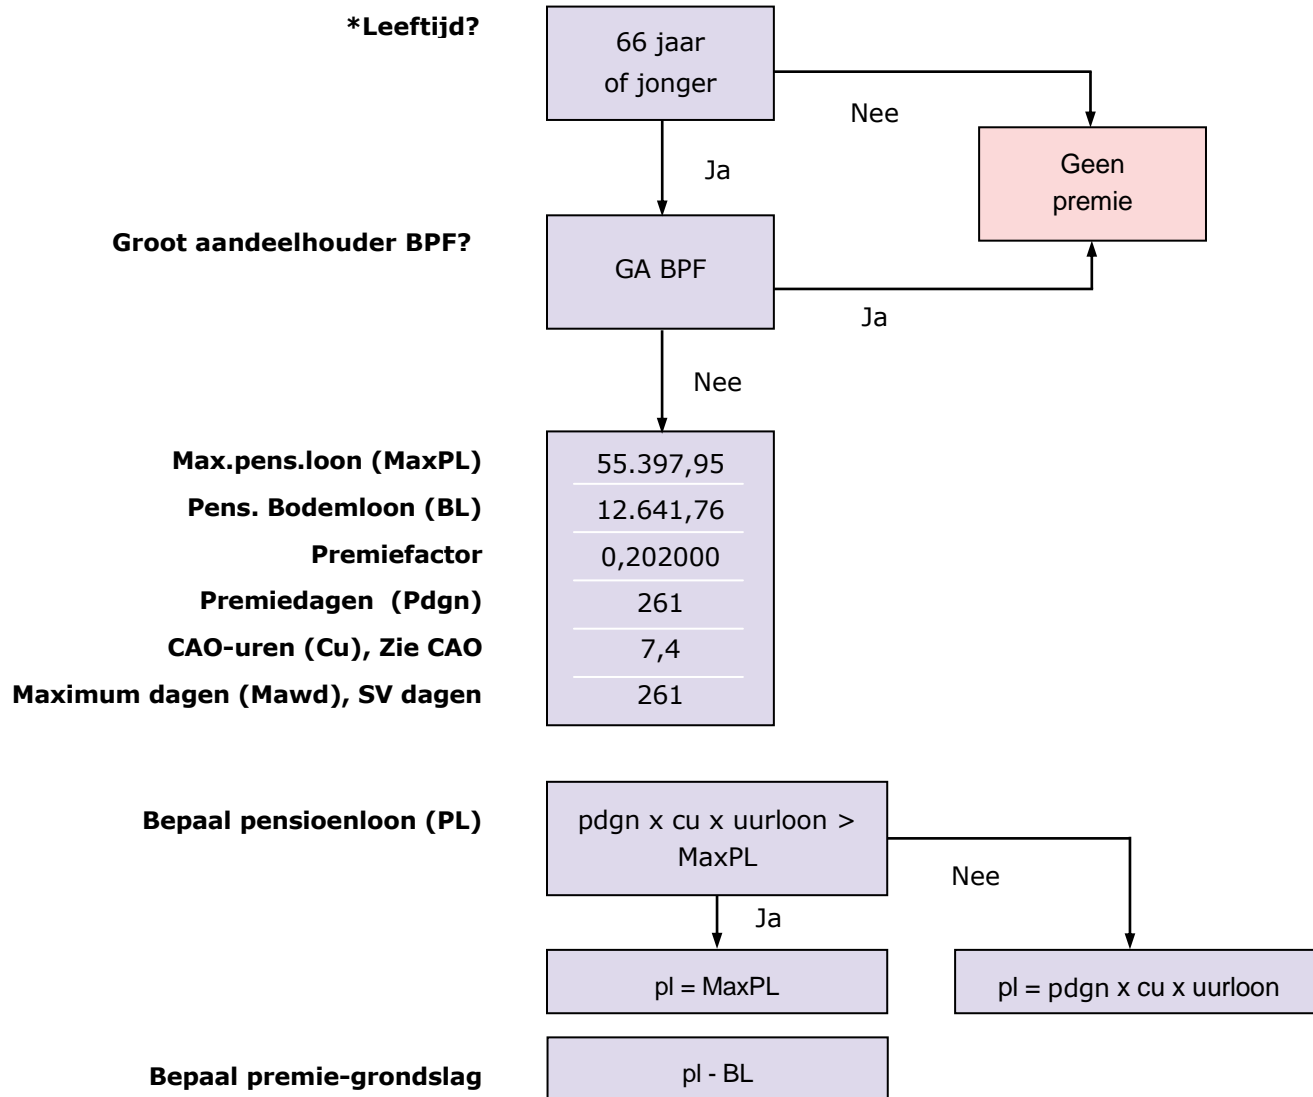 *Leeftijd?
66 jaar
of jonger
Nee
Geen
premie
Ja
Groot aandeelhouder BPF?
GA BPF
Ja
Nee
Max.pens.loon (MaxPL) 55.397,95
Pens. Bodemloon (BL) 12.641,76
Premiefactor 0,202000
Premiedagen (Pdgn) 261
CAO-uren (Cu), Zie CAO 7,4
Maximum dagen (Mawd), SV dagen 261
Bepaal pensioenloon (PL)
pdgn x cu x uurloon >
MaxPL
Nee
Ja
pl = MaxPL
pl = pdgn x cu x uurloon
Bepaal premie-grondslag
pl - BL